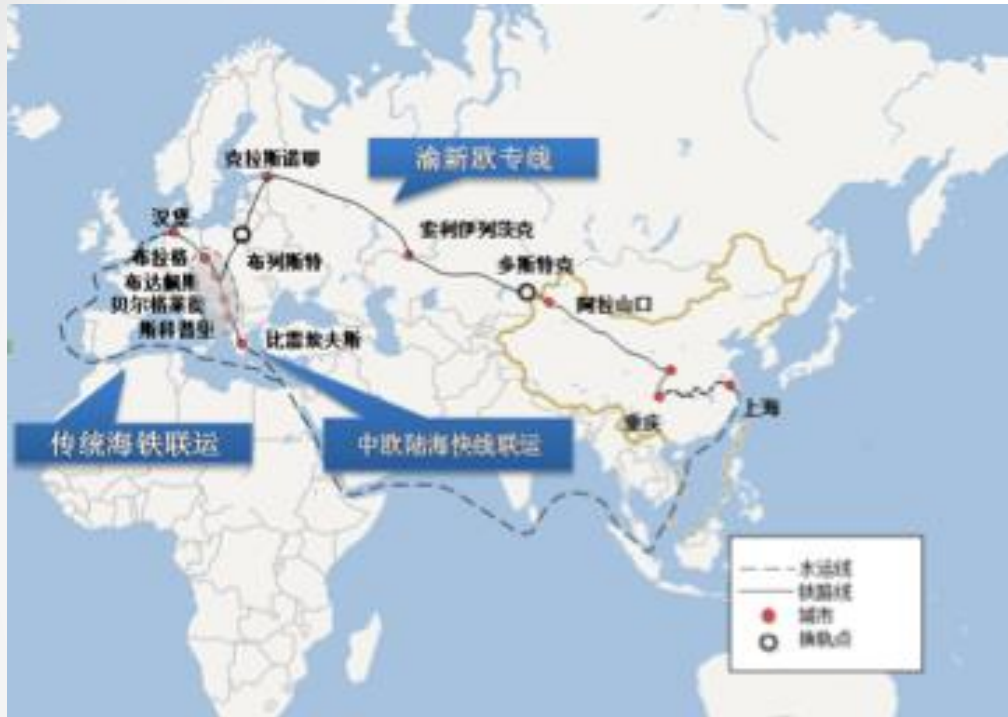 克拉斯诺耶
渝新欧专线
汉堡
索利伊列茨克
布拉格
布列斯特
多斯特克
布达佩斯
阿拉山口
贝尔格莱德
斯科普里
比雷埃夫斯
上海
重庆
传统海铁联运
中欧陆海快线联运
水运线
铁路线
城市
换轨点